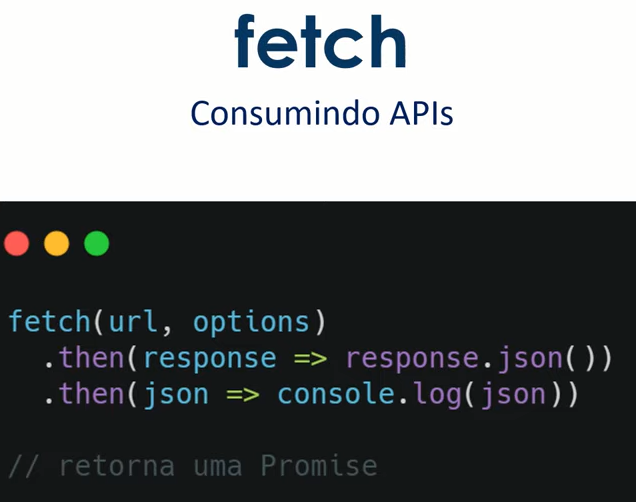 fetch
Consumindo APIs
fetch(url, options)
.then(response => response.json())
.then(json => console.log(json))
// retorna uma Promise